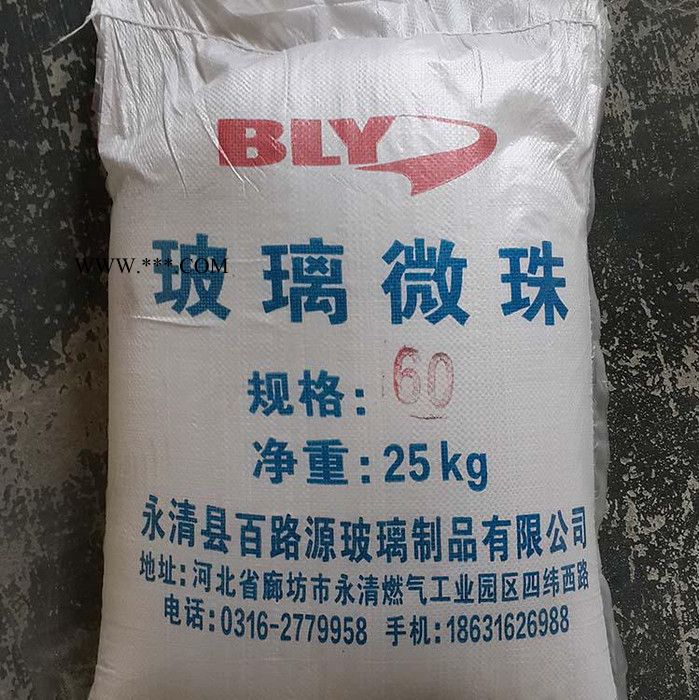 BLY
玻璃微珠
WWW.***.COM
规格: 60
净重: 25kg
永清县百路源玻璃制品有限公司
地址: 河北省廊坊市永清燃气工业园区四纬西路
电话: 0316-2779958 手机: 18631626988